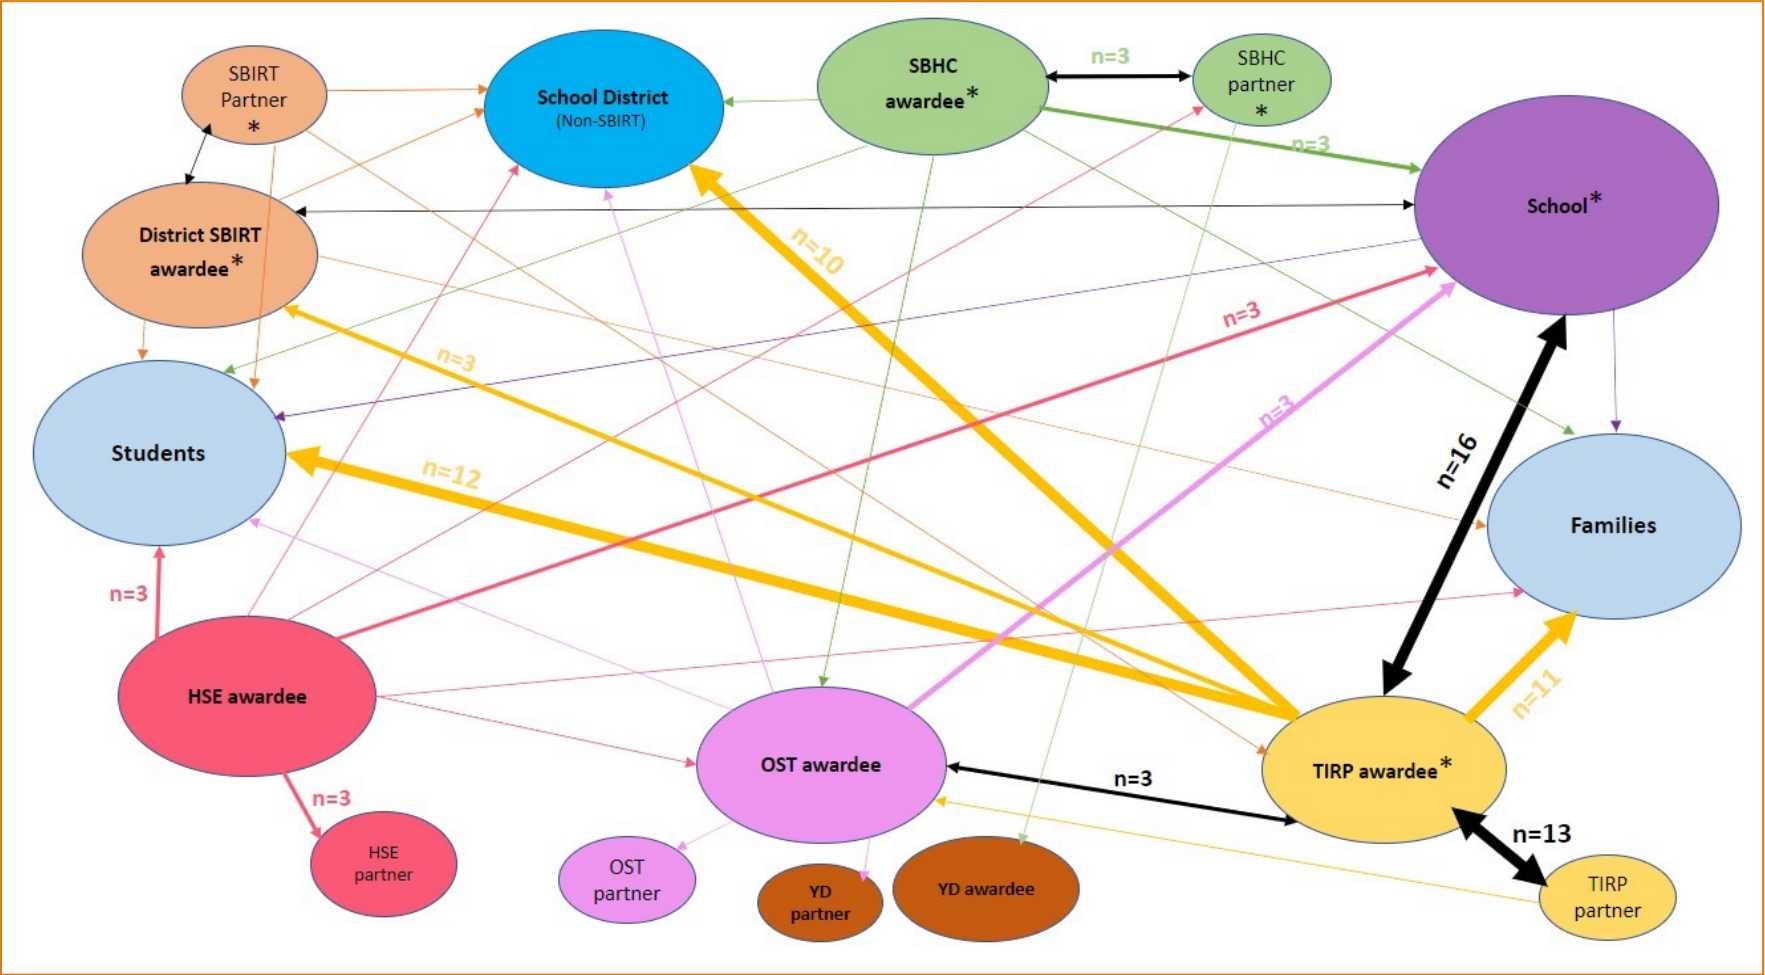 SBIRT
Partner
*
School District
(Non-SBIRT)
SBHC
awardee*
n=3
SBHC
partner
*
n=3
School*
District SBIRT
awardee*
n=10
n=3
n=3
n=3
Students
n=12
n=16
Families
n=3
HSE awardee
n=11
OST awardee
n=3
TIRP awardee*
n=3
n=13
HSE
partner
OST
partner
YD
partner
YD awardee
TIRP
partner